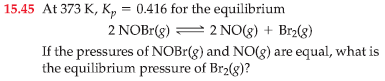 15.45 At 373 K, Kp = 0.416 for the equilibrium
2 NOBr(g) ⇌ 2 NO(g) + Br₂(g)
If the pressures of NOBr(g) and NO(g) are equal, what is
the equilibrium pressure of Br₂(g)?